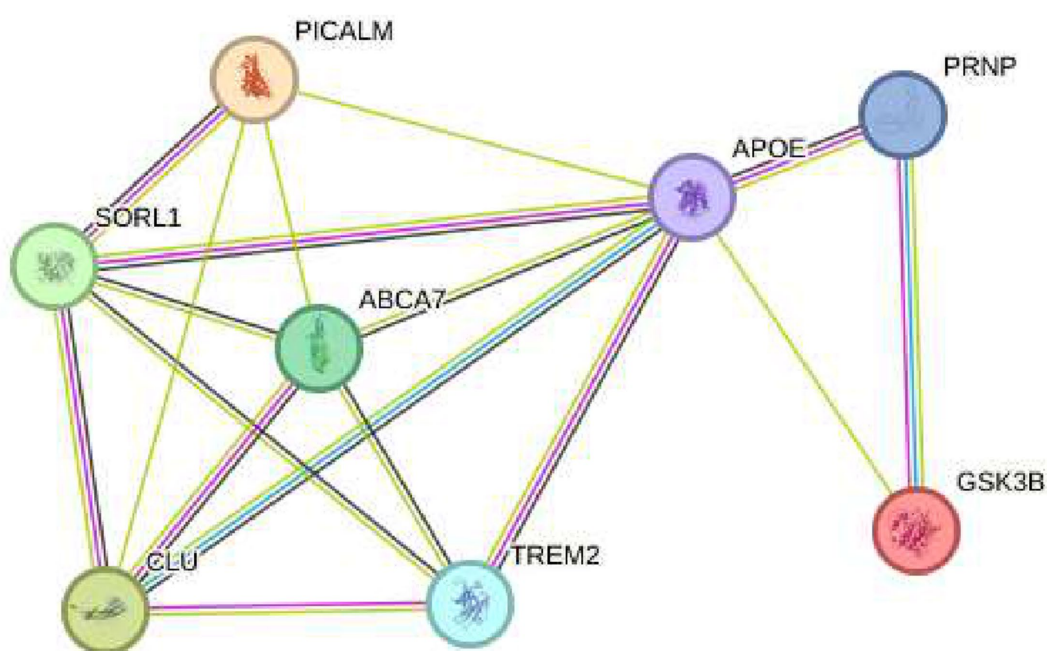 PICALM
PRNP
APOE
SORL1
ABCA7
GSK3B
CLU
TREM2